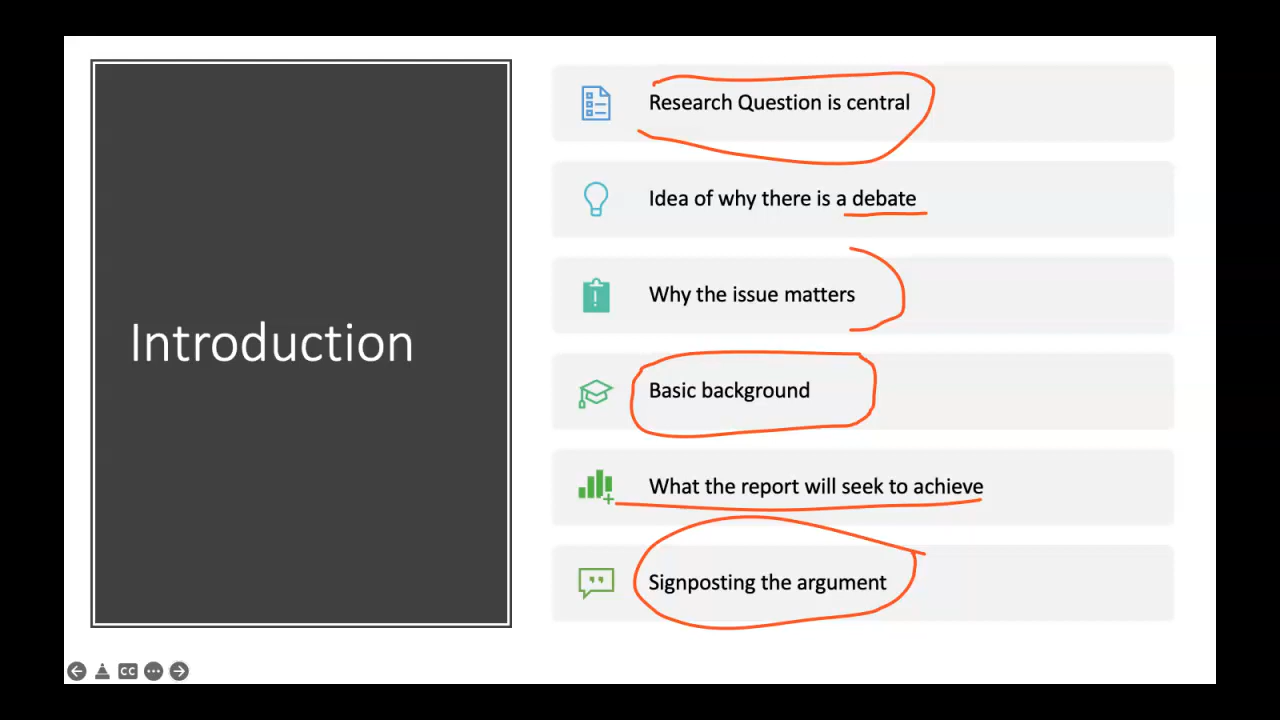 Introduction
Research Question is central
Idea of why there is a debate
Why the issue matters
Basic background
What the report will seek to achieve
Signposting the argument
CC